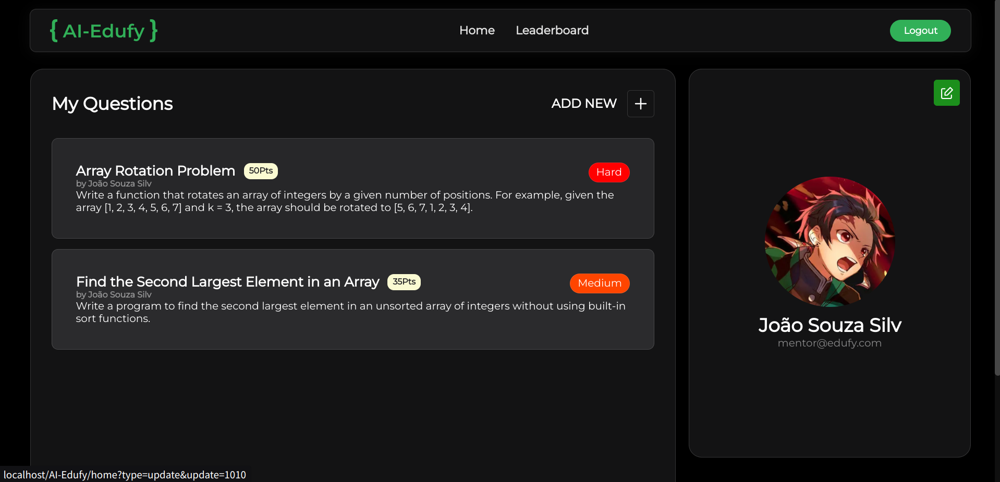 { AI-Edufy }
Home Leaderboard
Logout
My Questions
ADD NEW
Array Rotation Problem 50Pts
Hard
by João Souza Silv
Write a function that rotates an array of integers by a given number of positions. For example, given the
array [1, 2, 3, 4, 5, 6, 7] and k = 3, the array should be rotated to [5, 6, 7, 1, 2, 3, 4].
Find the Second Largest Element in an Array 35Pts
Medium
by João Souza Silv
Write a program to find the second largest element in an unsorted array of integers without using built-in
sort functions.
João Souza Silv
mentor@edufy.com
localhost/AI-Edufy/home?type=update&update=1010